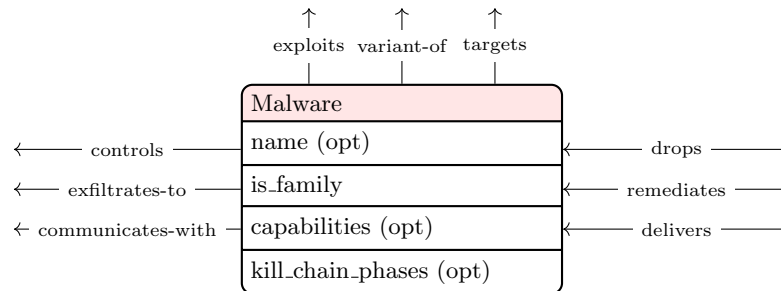 exploits variant-of targets
Malware
controls name (opt) drops
exfiltrates-to is_family remediates
communicates-with capabilities (opt) delivers
kill_chain_phases (opt)